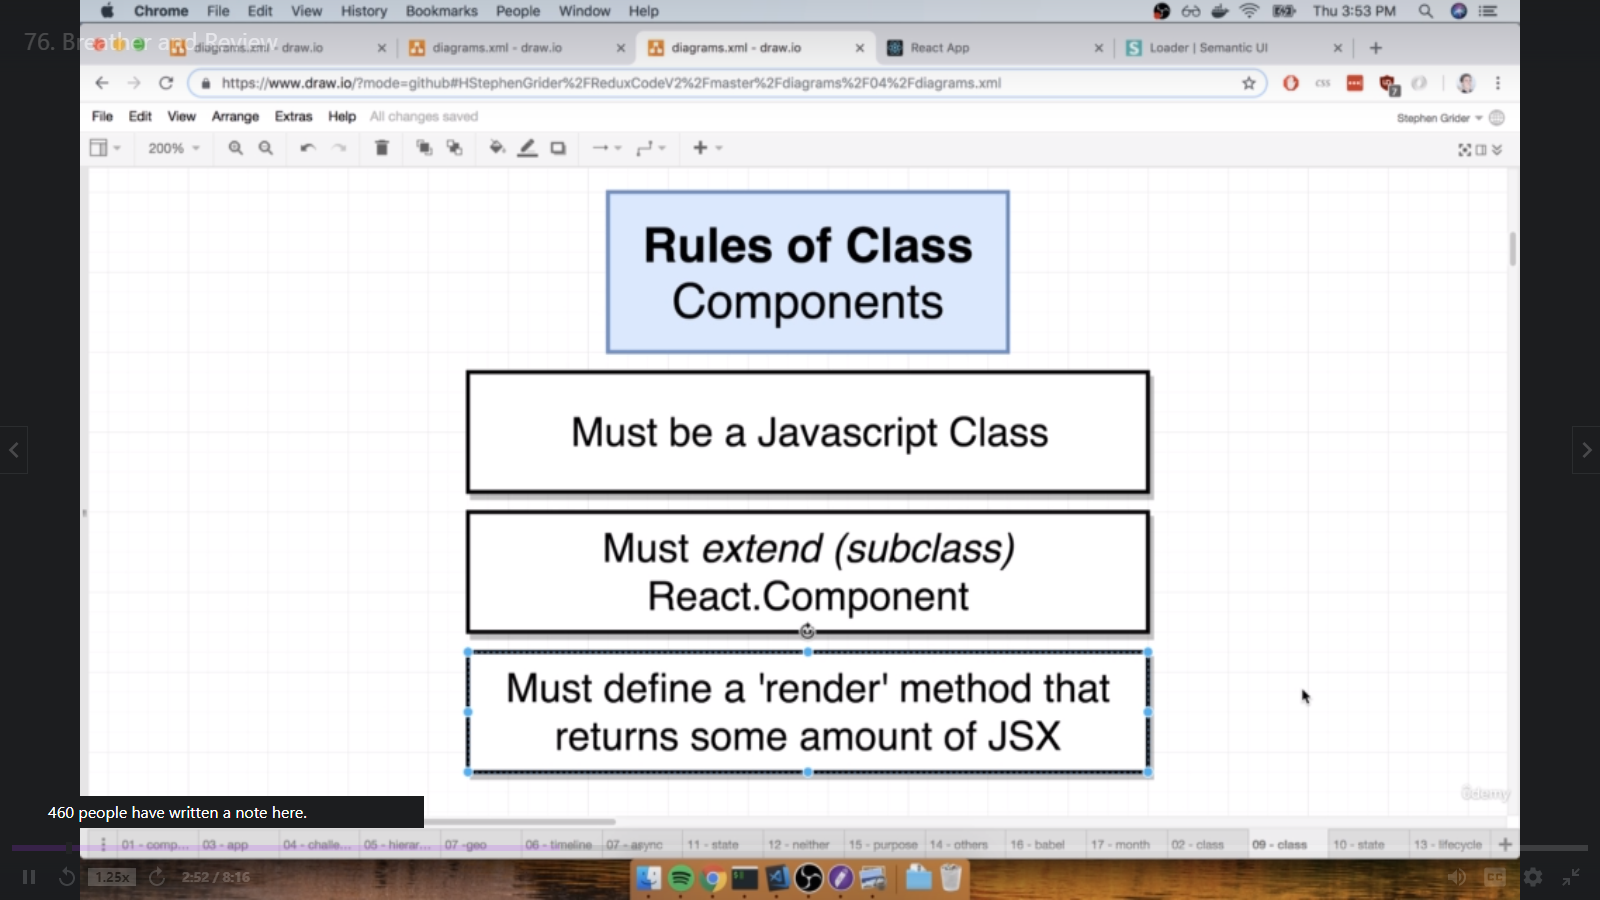 Chrome File Edit View History Bookmarks People Window Help Thu 3:53 PM
76. Breather and Review
diagrams.xml - draw.io
diagrams.xml - draw.io
diagrams.xml - draw.io
React App
Loader | Semantic UI
https://www.draw.io/?mode=github#HStephenGrider%2FReduxCodeV2%2Fmaster%2Fdiagrams%2F04%2Fdiagrams.xml
css
7
File Edit View Arrange Extras Help All changes saved
Stephen Grider
200%
Rules of Class
Components
Must be a Javascript Class
Must extend (subclass)
React.Component
Must define a 'render' method that
returns some amount of JSX
ûdemy
460 people have written a note here.
01 - comp... 03 - app 04 - challe... 05 - hierar... 07 -geo 06 - timeline 07 - async 11 - state 12 - neither 15 - purpose 14 - others 16 - babel 17 - month 02 - class 09 - class 10 - state 13 - lifecycle
1.25x 2:52 / 8:16
CC